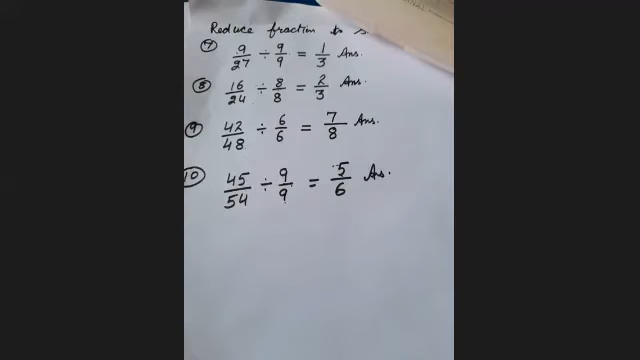 Reduce fraction to s.
7 9/27 ÷ 9/9 = 1/3 Ans.
8 16/24 ÷ 8/8 = 2/3 Ans.
9 42/48 ÷ 6/6 = 7/8 Ans.
10 45/54 ÷ 9/9 = 5/6 Ans.